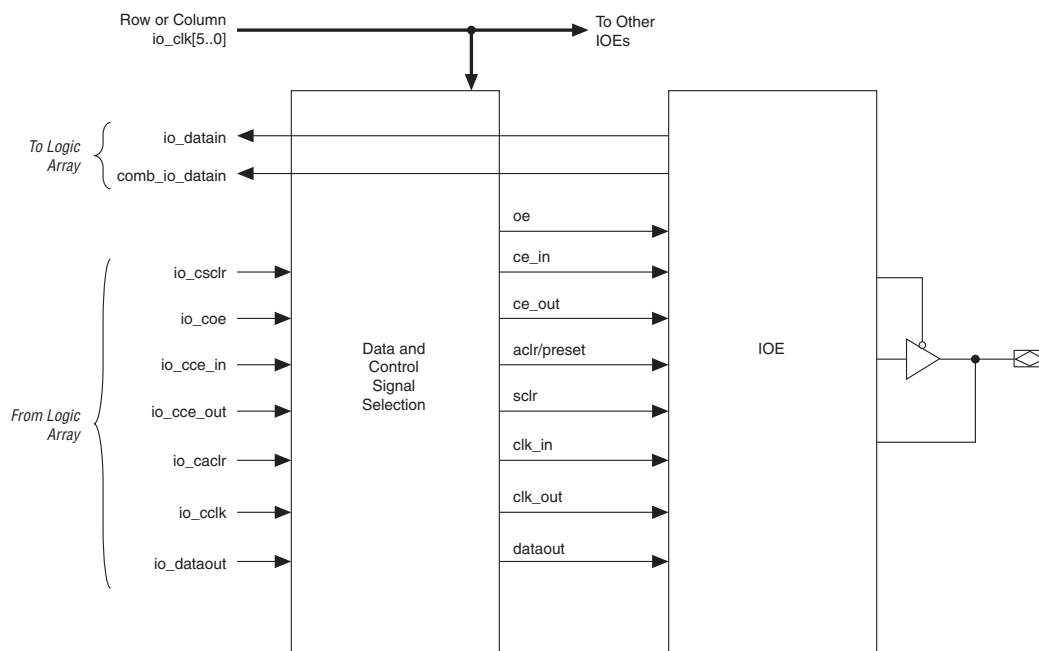 Row or Column
io_clk[5..0]
To Other
IOEs
To Logic
Array
io_datain
comb_io_datain
From Logic
Array
io_csclr
io_coe
io_cce_in
io_cce_out
io_caclr
io_cclk
io_dataout
Data and
Control
Signal
Selection
oe
ce_in
ce_out
aclr/preset
sclr
clk_in
clk_out
dataout
IOE